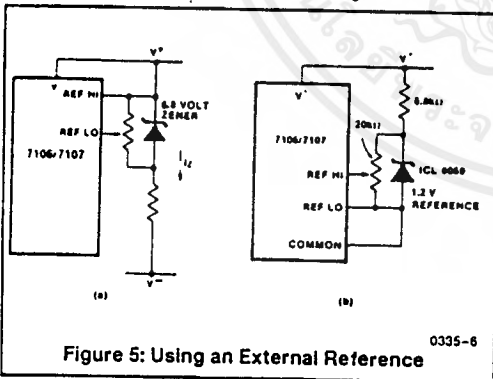 V+
V
REF HI
6.8 VOLT
ZENER
REF LO
7106/7107
IZ
V−
(a)
V+
V+
6.8kΩ
20kΩ
7106/7107
ICL 8069
REF HI
1.2 V
REFERENCE
REF LO
COMMON
(b)
0335-6
Figure 5: Using an External Reference